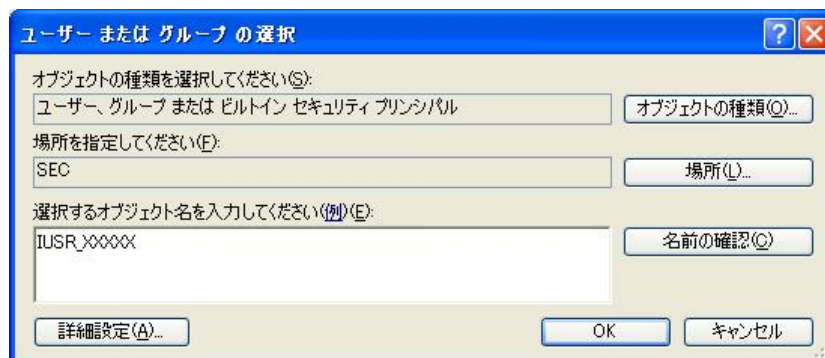 ユーザー または グループ の選択
オブジェクトの種類を選択してください(S):
ユーザー、グループ または ビルトイン セキュリティ プリンシパル
オブジェクトの種類(O)...
場所を指定してください(F):
SEC
場所(L)...
選択するオブジェクト名を入力してください(例)(E):
IUSR_XXXXX
名前の確認(C)
詳細設定(A)...
OK
キャンセル